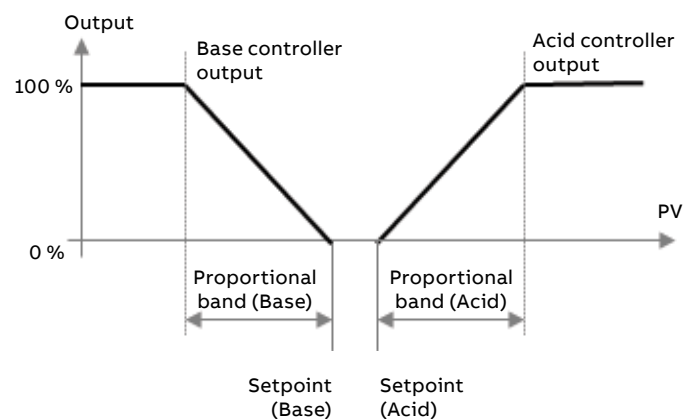 Output
Base controller
output
Acid controller
output
100 %
PV
0 %
Proportional
band (Base)
Proportional
band (Acid)
Setpoint
(Base)
Setpoint
(Acid)